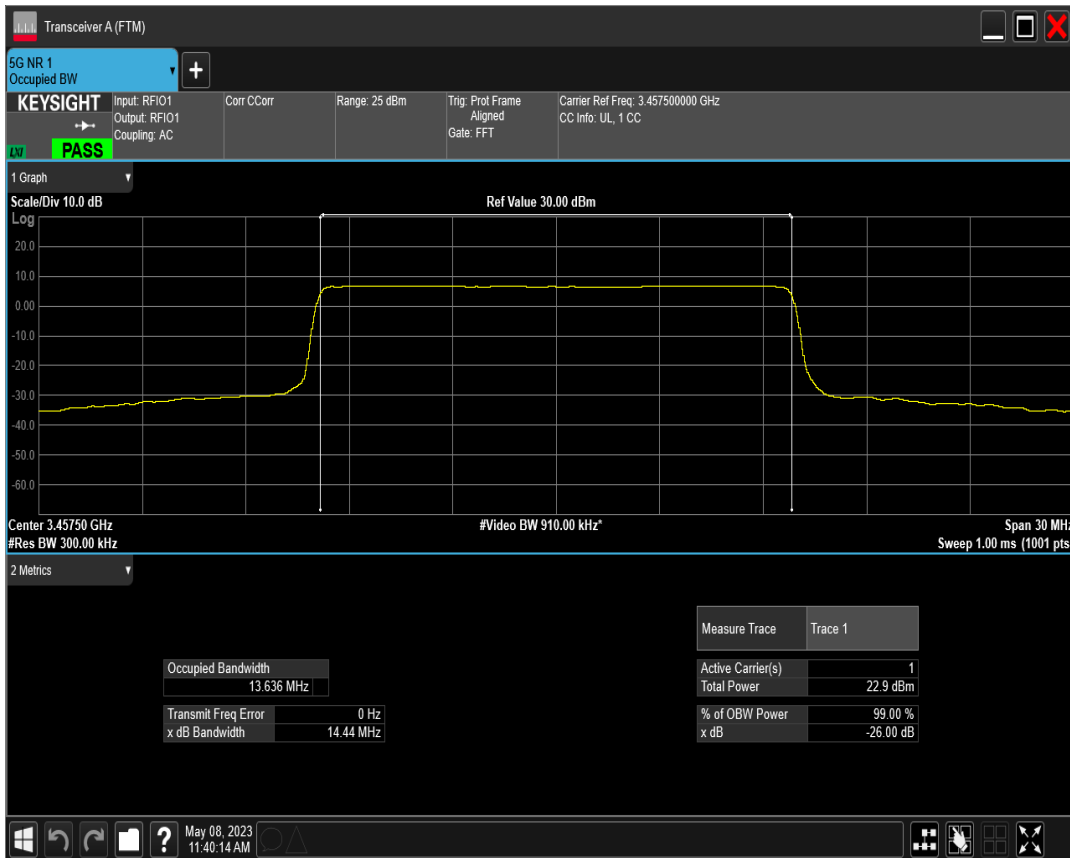 Transceiver A (FTM)
5G NR 1
Occupied BW
+
KEYSIGHT
LXI
PASS
Input: RFIO1
Output: RFIO1
Coupling: AC
Corr CCorr
Range: 25 dBm
Trig: Prot Frame
Aligned
Gate: FFT
Carrier Ref Freq: 3.457500000 GHz
CC Info: UL, 1 CC
1 Graph
Scale/Div 10.0 dB
Ref Value 30.00 dBm
Log
20.0
10.0
0.00
-10.0
-20.0
-30.0
-40.0
-50.0
-60.0
Center 3.45750 GHz
#Video BW 910.00 kHz*
Span 30 MHz
#Res BW 300.00 kHz
Sweep 1.00 ms (1001 pts
2 Metrics
Measure Trace Trace 1
Occupied Bandwidth
13.636 MHz
Active Carrier(s) 1
Total Power 22.9 dBm
Transmit Freq Error 0 Hz
x dB Bandwidth 14.44 MHz
% of OBW Power 99.00 %
x dB -26.00 dB
?
May 08, 2023
11:40:14 AM